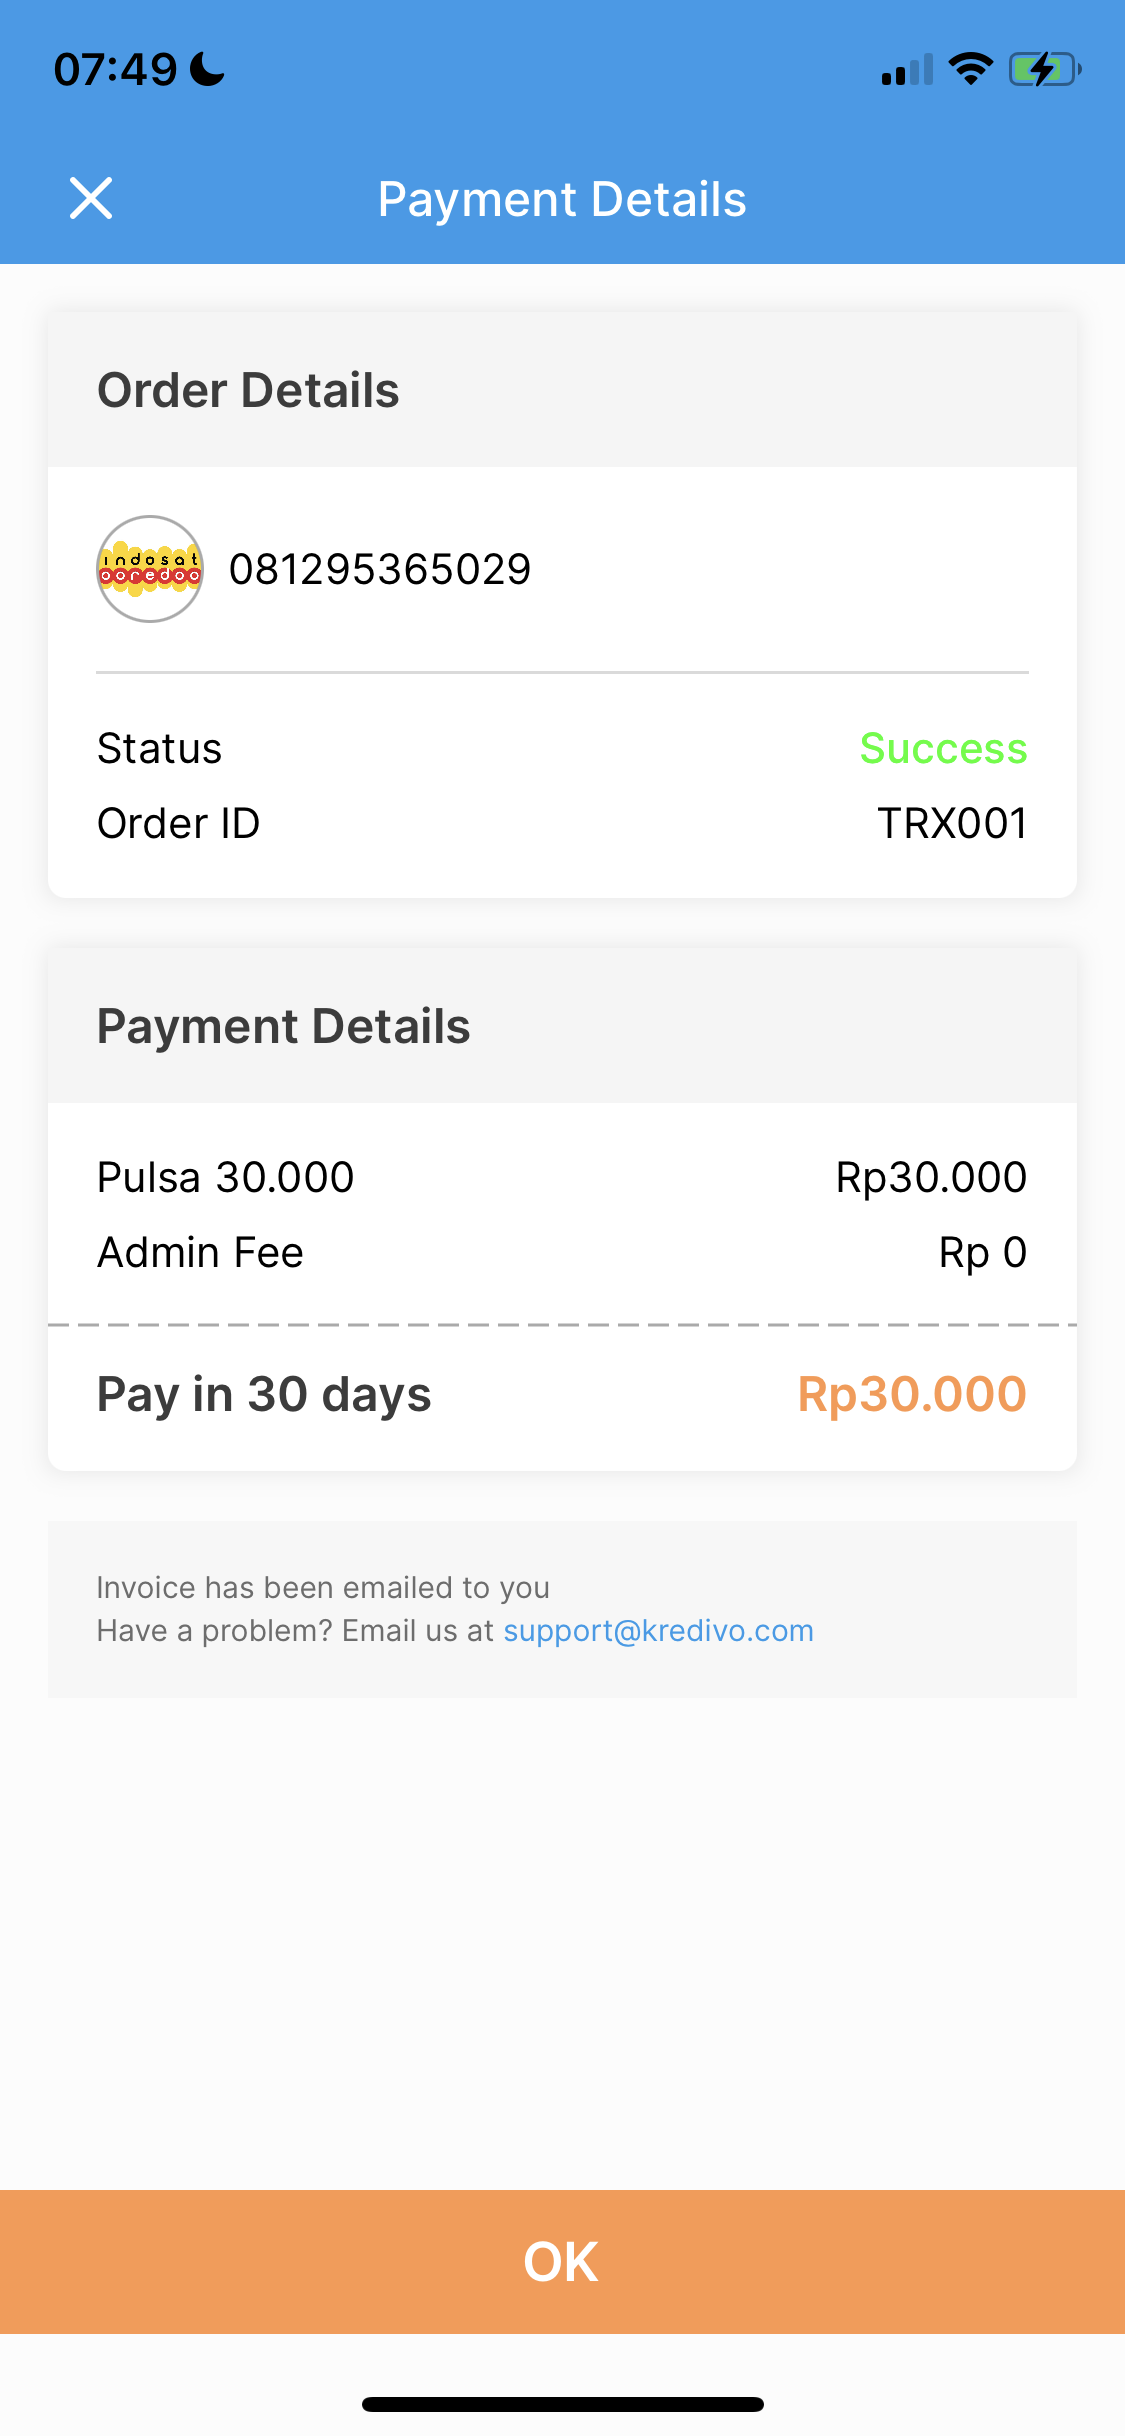 07:49
Payment Details
Order Details
indosat
ooredoo
081295365029
Status Success
Order ID TRX001
Payment Details
Pulsa 30.000 Rp30.000
Admin Fee Rp 0
Pay in 30 days Rp30.000
Invoice has been emailed to you
Have a problem? Email us at support@kredivo.com
OK